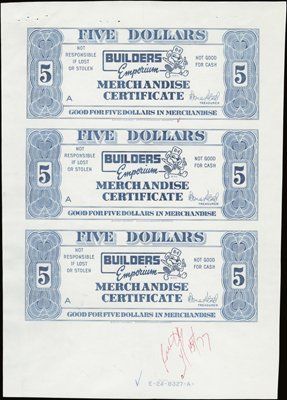 FIVE DOLLARS
NOT RESPONSIBLE IF LOST OR STOLEN
BUILDERS
Emporium
NOT GOOD FOR CASH
5
5
MERCHANDISE
CERTIFICATE
A
TREASURER
GOOD FOR FIVE DOLLARS IN MERCHANDISE
FIVE DOLLARS
NOT RESPONSIBLE IF LOST OR STOLEN
BUILDERS
Emporium
NOT GOOD FOR CASH
5
5
MERCHANDISE
CERTIFICATE
A
TREASURER
GOOD FOR FIVE DOLLARS IN MERCHANDISE
FIVE DOLLARS
NOT RESPONSIBLE IF LOST OR STOLEN
BUILDERS
Emporium
NOT GOOD FOR CASH
5
5
MERCHANDISE
CERTIFICATE
A
TREASURER
GOOD FOR FIVE DOLLARS IN MERCHANDISE
E-24-8327-A